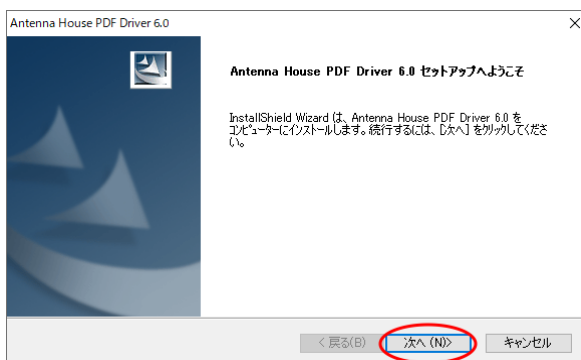 Antenna House PDF Driver 6.0
Antenna House PDF Driver 6.0 セットアップへようこそ
InstallShield Wizard は、Antenna House PDF Driver 6.0 を
コンピューターにインストールします。続行するには、[次へ] をクリックしてくださ
い。
< 戻る(B)
次へ (N)>
キャンセル